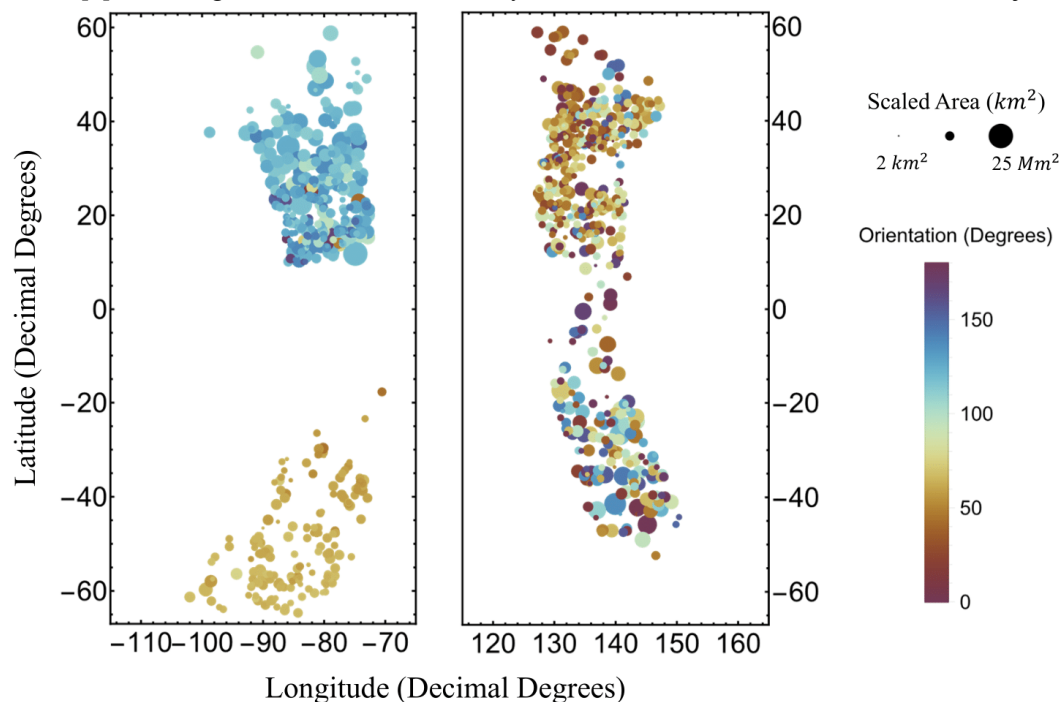 60
40
20
0
−20
−40
−60
−110 −100 −90 −80 −70
60
40
20
0
−20
−40
−60
120 130 140 150 160
Latitude (Decimal Degrees)
Longitude (Decimal Degrees)
Scaled Area (km²)
2 km² 25 Mm²
Orientation (Degrees)
150
100
50
0